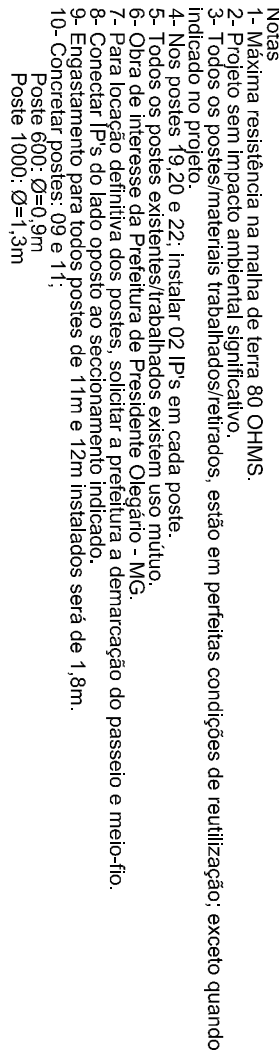 Notas
1- Máxima resistência na malha de terra 80 OHMS.
2- Projeto sem impacto ambiental significativo.
3- Todos os postes/materiais trabalhados/retirados, estão em perfeitas condições de reutilização; exceto quando
indicado no projeto.
4- Nos postes 19,20 e 22; instalar 02 IP's em cada poste.
5- Todos os postes existentes/trabalhados existem uso mútuo.
6- Obra de interesse da Prefeitura de Presidente Olegário - MG.
7- Para locação definitiva dos postes, solicitar a prefeitura a demarcação do passeio e meio-fio.
8- Conectar IP's do lado oposto ao seccionamento indicado.
9- Engastamento para todos postes de 11m e 12m instalados será de 1,8m.
10- Concretar postes: 09 e 11;
Poste 600: Ø=0,9m
Poste 1000: Ø=1,3m